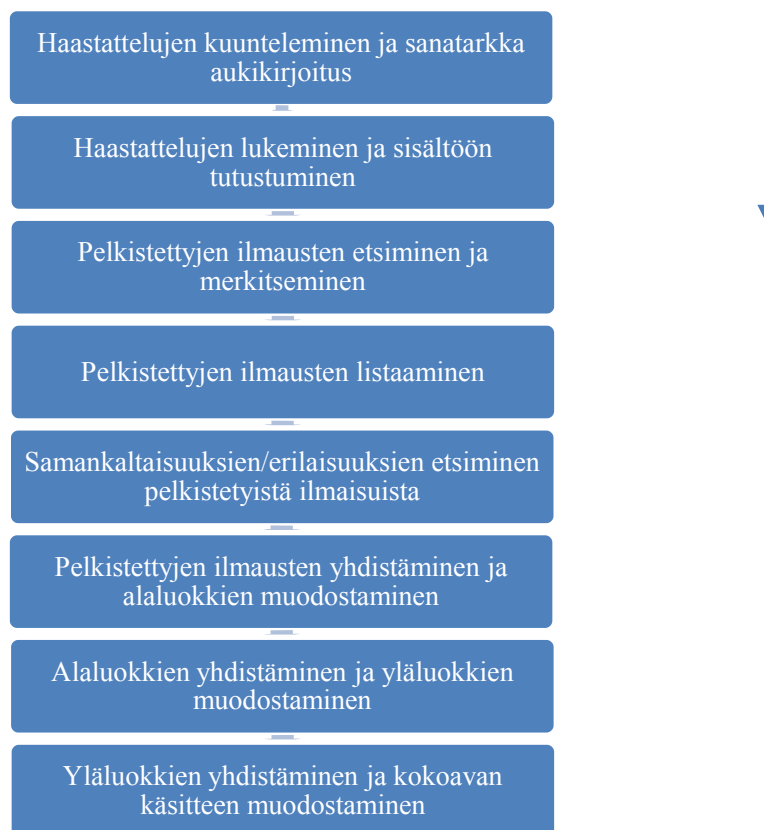 Haastattelujen kuunteleminen ja sanatarkka
aukikirjoitus
Haastattelujen lukeminen ja sisältöön
tutustuminen
Pelkistettyjen ilmausten etsiminen ja
merkitseminen
Pelkistettyjen ilmausten listaaminen
Samankaltaisuuksien/erilaisuuksien etsiminen
pelkistetyistä ilmaisuista
Pelkistettyjen ilmausten yhdistäminen ja
alaluokkien muodostaminen
Alaluokkien yhdistäminen ja yläluokkien
muodostaminen
Yläluokkien yhdistäminen ja kokoavan
käsitteen muodostaminen